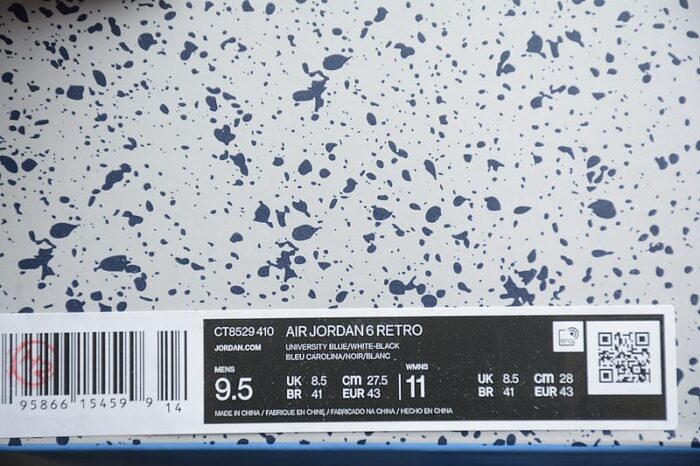 CT8529 410 AIR JORDAN 6 RETRO
JORDAN.COM UNIVERSITY BLUE/WHITE-BLACK
BLEU CAROLINA/NOIR/BLANC
MENS WMNS
9.5 UK 8.5 cm 27.5 11 UK 8.5 cm 28
BR 41 EUR 43 BR 41 EUR 43
MADE IN CHINA / FABRIQUE EN CHINE / FABRICADO NA CHINA / HECHO EN CHINA
95866 15459 9 14